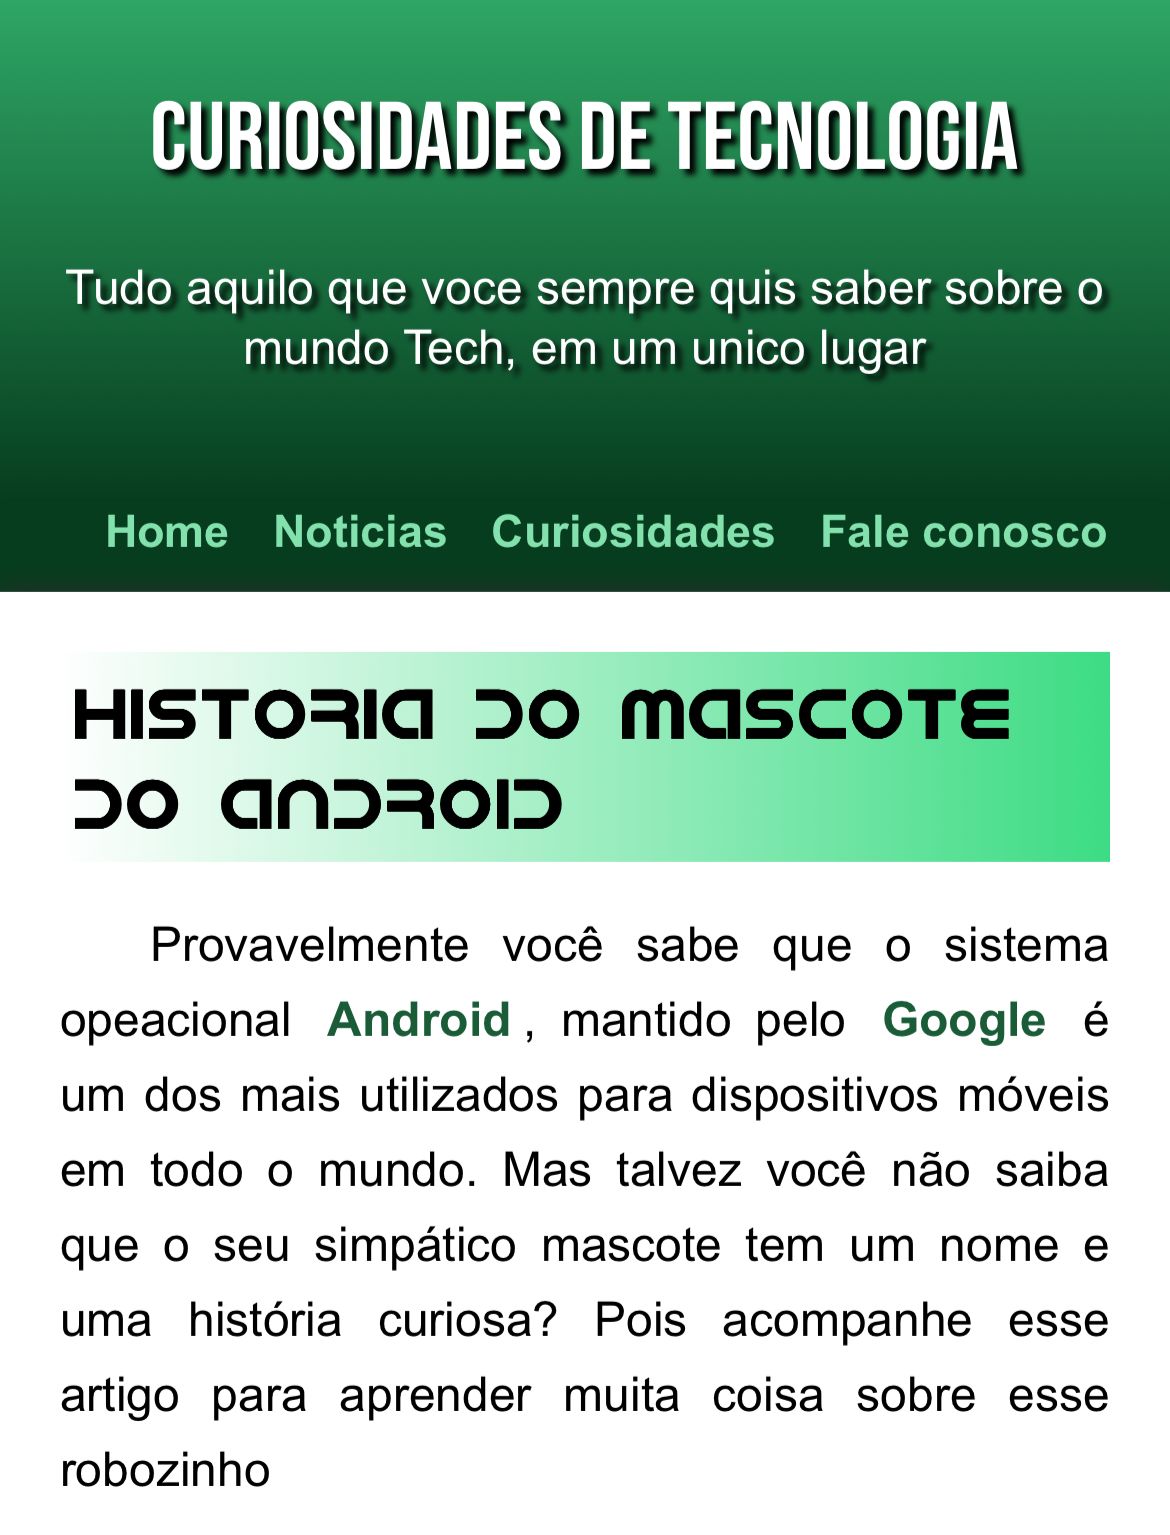 CURIOSIDADES DE TECNOLOGIA
Tudo aquilo que voce sempre quis saber sobre o
mundo Tech, em um unico lugar
Home Noticias Curiosidades Fale conosco
HISTORIA DO MASCOTE
DO ANDROID
Provavelmente você sabe que o sistema
opeacional Android , mantido pelo Google é
um dos mais utilizados para dispositivos móveis
em todo o mundo. Mas talvez você não saiba
que o seu simpático mascote tem um nome e
uma história curiosa? Pois acompanhe esse
artigo para aprender muita coisa sobre esse
robozinho